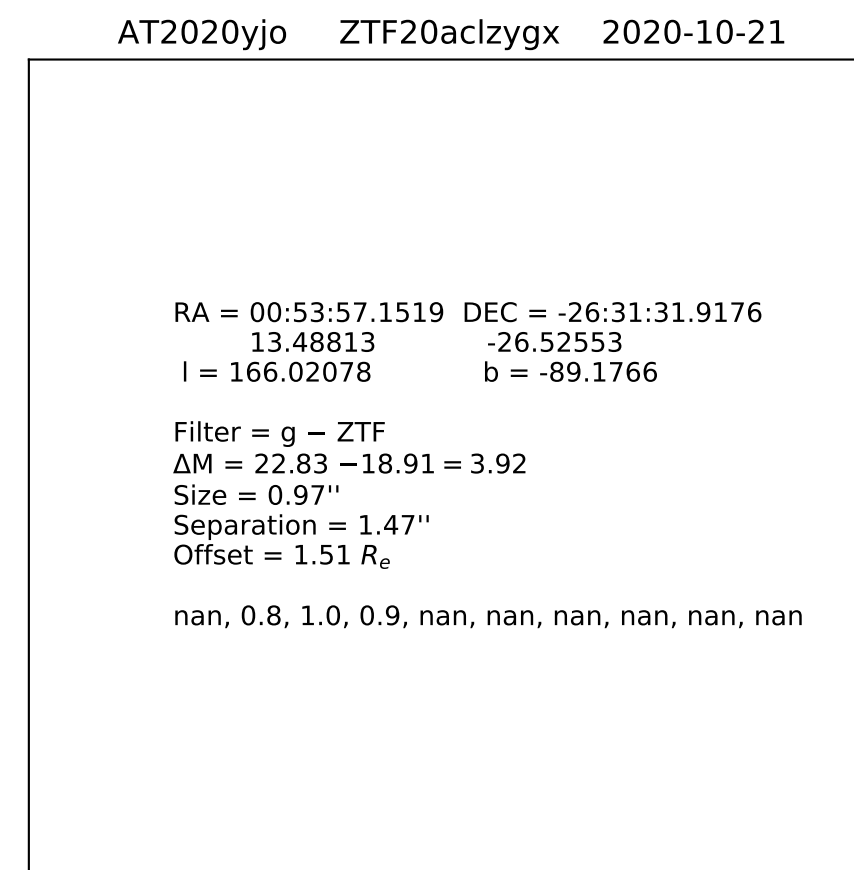 AT2020yjo ZTF20aclzygx 2020-10-21
RA = 00:53:57.1519 DEC = -26:31:31.9176
13.48813 -26.52553
l = 166.02078 b = -89.1766
Filter = g − ZTF
ΔM = 22.83 −18.91 = 3.92
Size = 0.97''
Separation = 1.47''
Offset = 1.51 Rₑ
nan, 0.8, 1.0, 0.9, nan, nan, nan, nan, nan, nan